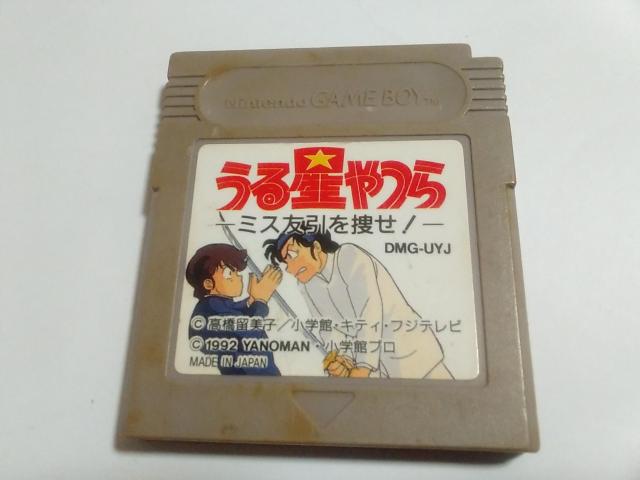 Nintendo GAME BOY™
うる星やつら
—ミス友引を捜せ!—
DMG-UYJ
© 高橋留美子/小学館・キティ・フジテレビ
© 1992 YANOMAN・小学館プロ
MADE IN JAPAN